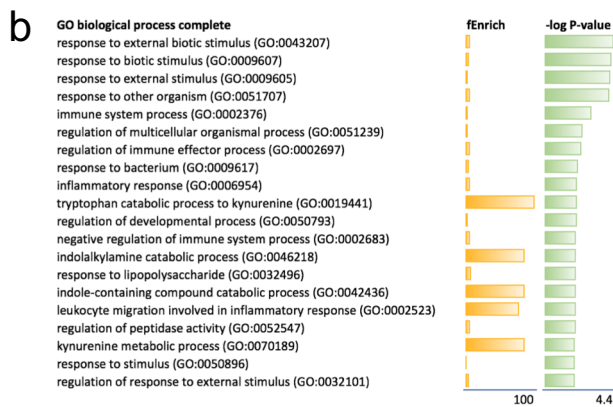 b
GO biological process complete fEnrich -log P-value
response to external biotic stimulus (GO:0043207)
response to biotic stimulus (GO:0009607)
response to external stimulus (GO:0009605)
response to other organism (GO:0051707)
immune system process (GO:0002376)
regulation of multicellular organismal process (GO:0051239)
regulation of immune effector process (GO:0002697)
response to bacterium (GO:0009617)
inflammatory response (GO:0006954)
tryptophan catabolic process to kynurenine (GO:0019441)
regulation of developmental process (GO:0050793)
negative regulation of immune system process (GO:0002683)
indolalkylamine catabolic process (GO:0046218)
response to lipopolysaccharide (GO:0032496)
indole-containing compound catabolic process (GO:0042436)
leukocyte migration involved in inflammatory response (GO:0002523)
regulation of peptidase activity (GO:0052547)
kynurenine metabolic process (GO:0070189)
response to stimulus (GO:0050896)
regulation of response to external stimulus (GO:0032101)
100 4.4